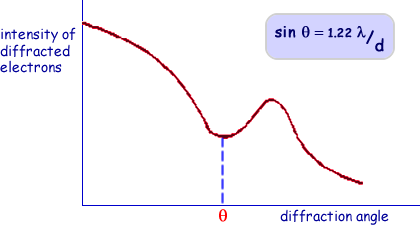 intensity of
diffracted
electrons
sin θ = 1.22 λ/d
θ
diffraction angle